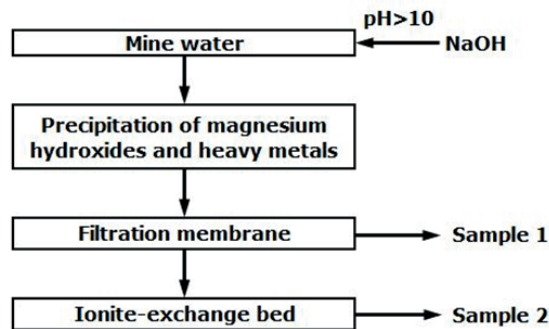 pH>10
Mine water
NaOH
Precipitation of magnesium
hydroxides and heavy metals
Filtration membrane
Sample 1
Ionite-exchange bed
Sample 2